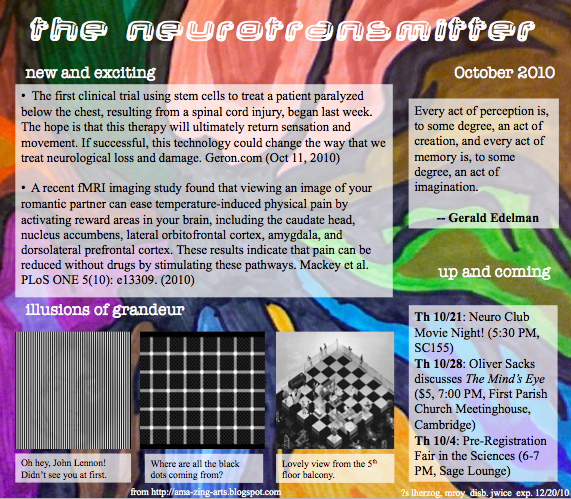 the neurotransmitter
new and exciting
October 2010
• The first clinical trial using stem cells to treat a patient paralyzed
below the chest, resulting from a spinal cord injury, began last week.
The hope is that this therapy will ultimately return sensation and
movement. If successful, this technology could change the way that we
treat neurological loss and damage. Geron.com (Oct 11, 2010)
• A recent fMRI imaging study found that viewing an image of your
romantic partner can ease temperature-induced physical pain by
activating reward areas in your brain, including the caudate head,
nucleus accumbens, lateral orbitofrontal cortex, amygdala, and
dorsolateral prefrontal cortex. These results indicate that pain can be
reduced without drugs by stimulating these pathways. Mackey et al.
PLoS ONE 5(10): e13309. (2010)
Every act of perception is,
to some degree, an act of
creation, and every act of
memory is, to some
degree, an act of
imagination.
-- Gerald Edelman
up and coming
Th 10/21: Neuro Club
Movie Night! (5:30 PM,
SC155)
Th 10/28: Oliver Sacks
discusses The Mind's Eye
($5, 7:00 PM, First Parish
Church Meetinghouse,
Cambridge)
Th 10/4: Pre-Registration
Fair in the Sciences (6-7
PM, Sage Lounge)
illusions of grandeur
Oh hey, John Lennon!
Didn't see you at first.
Where are all the black
dots coming from?
Lovely view from the 5th
floor balcony.
from http://ama-zing-arts.blogspot.com
?s lherzog, mroy disb. jwice exp. 12/20/10